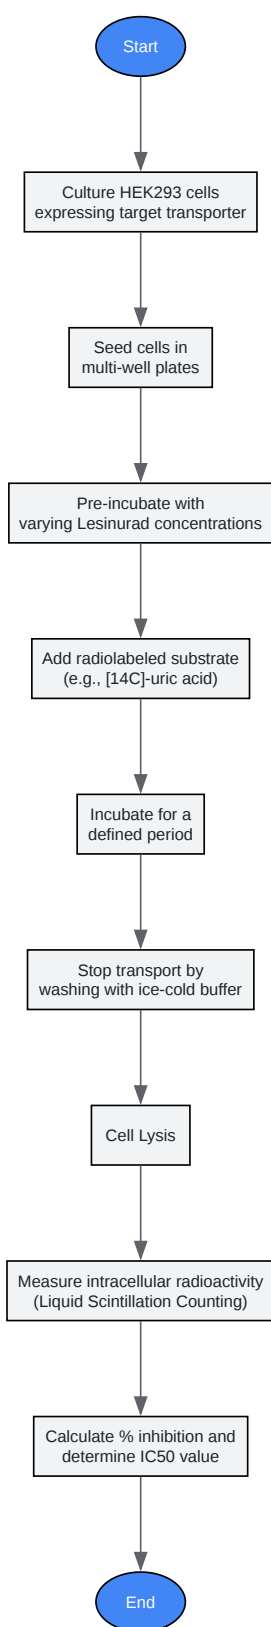 Start
Culture HEK293 cells
expressing target transporter
Seed cells in
multi-well plates
Pre-incubate with
varying Lesinurad concentrations
Add radiolabeled substrate
(e.g., [14C]-uric acid)
Incubate for a
defined period
Stop transport by
washing with ice-cold buffer
Cell Lysis
Measure intracellular radioactivity
(Liquid Scintillation Counting)
Calculate % inhibition and
determine IC50 value
End